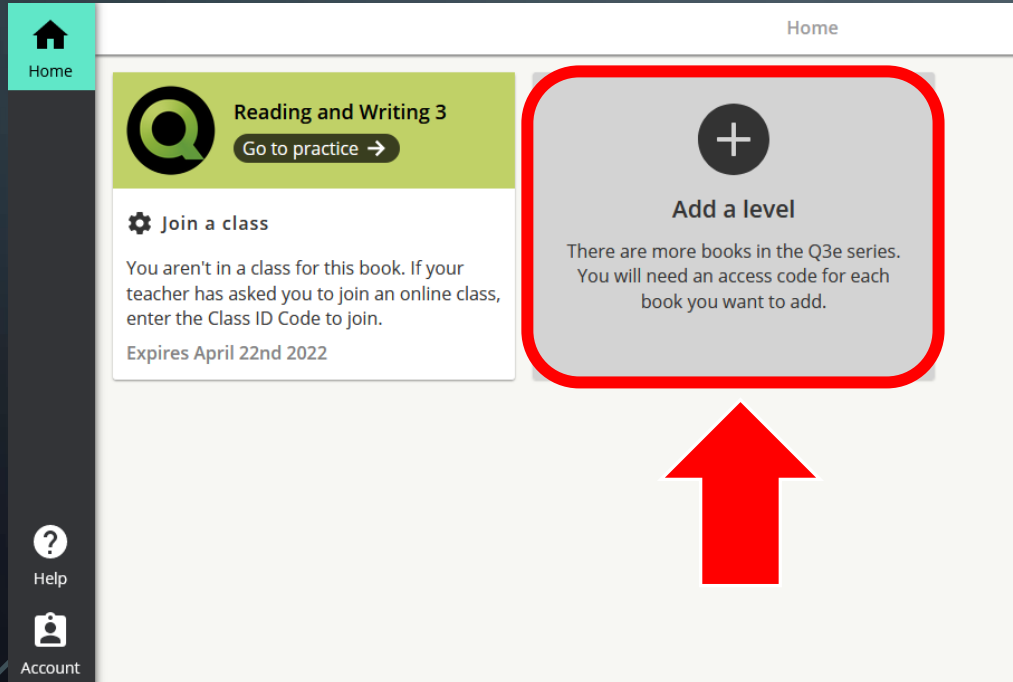 Home
Home
Reading and Writing 3
Go to practice
Join a class
You aren't in a class for this book. If your
teacher has asked you to join an online class,
enter the Class ID Code to join.
Expires April 22nd 2022
Add a level
There are more books in the Q3e series.
You will need an access code for each
book you want to add.
Help
Account